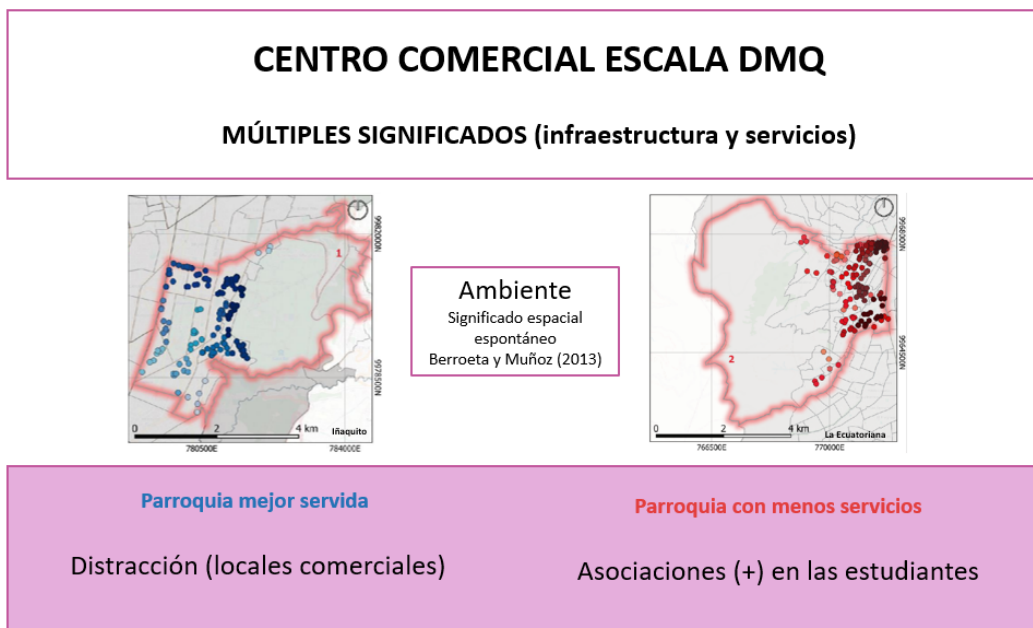 CENTRO COMERCIAL ESCALA DMQ
MÚLTIPLES SIGNIFICADOS (infraestructura y servicios)
1
9982000N
9978500N
0 2 4 km
Iñaquito
780500E 784000E
Ambiente
Significado espacial
espontáneo
Berroeta y Muñoz (2013)
2
9968000N
9964500N
0 2 4 km
La Ecuatoriana
766500E 770000E
Parroquia mejor servida
Distracción (locales comerciales)
Parroquia con menos servicios
Asociaciones (+) en las estudiantes